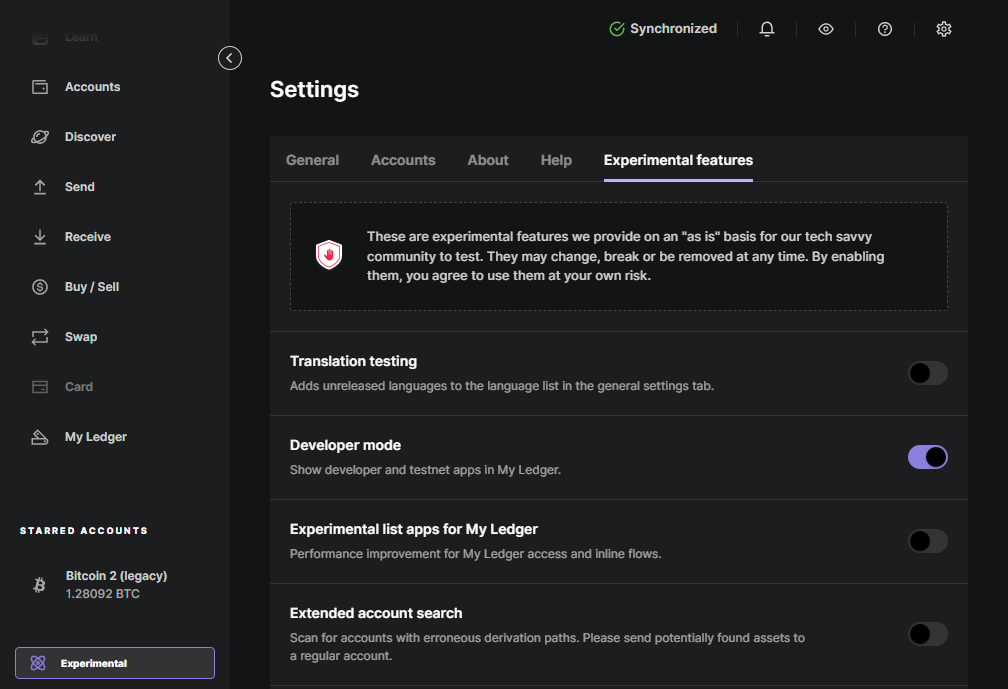 Learn
Accounts
Discover
Send
Receive
Buy / Sell
Swap
Card
My Ledger
STARRED ACCOUNTS
Bitcoin 2 (legacy)
1.28092 BTC
Experimental
Synchronized
Settings
General Accounts About Help Experimental features
These are experimental features we provide on an "as is" basis for our tech savvy
community to test. They may change, break or be removed at any time. By enabling
them, you agree to use them at your own risk.
Translation testing
Adds unreleased languages to the language list in the general settings tab.
Developer mode
Show developer and testnet apps in My Ledger.
Experimental list apps for My Ledger
Performance improvement for My Ledger access and inline flows.
Extended account search
Scan for accounts with erroneous derivation paths. Please send potentially found assets to
a regular account.